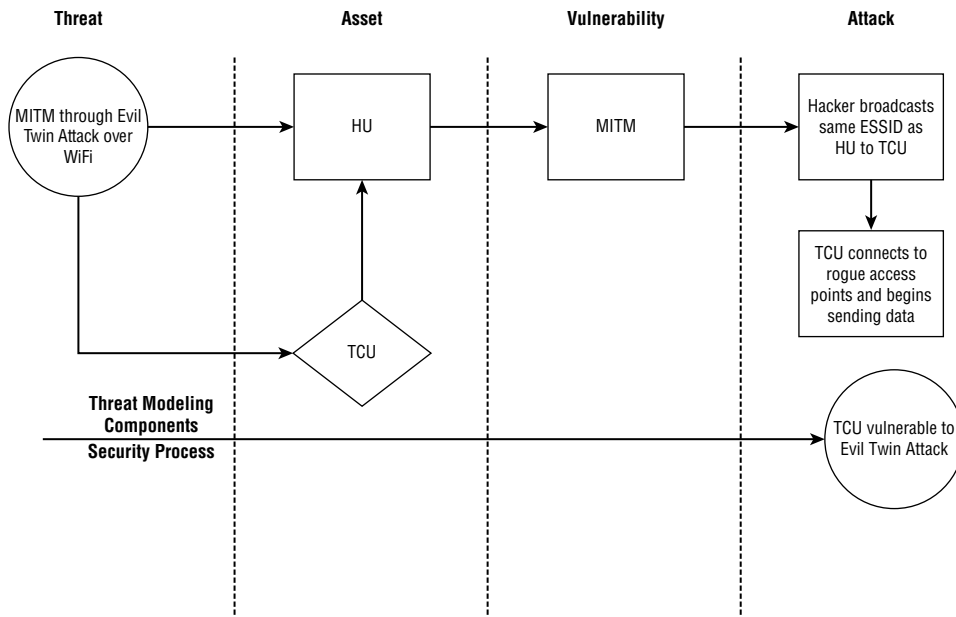 Threat
Asset
Vulnerability
Attack
MITM through Evil
Twin Attack over
WiFi
HU
MITM
Hacker broadcasts
same ESSID as
HU to TCU
TCU connects to
rogue access
points and begins
sending data
TCU
Threat Modeling
Components
Security Process
TCU vulnerable to
Evil Twin Attack